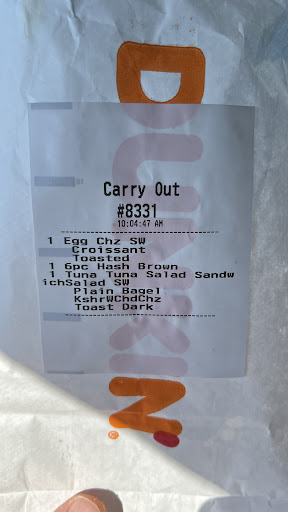 DUNKIN'
Carry Out
#8331
10:04:47 AM
1 Egg Chz SW
Croissant
Toasted
1 6pc Hash Brown
1 Tuna Tuna Salad Sandw
ichSalad SW
Plain Bagel
KshrWChdChz
Toast Dark